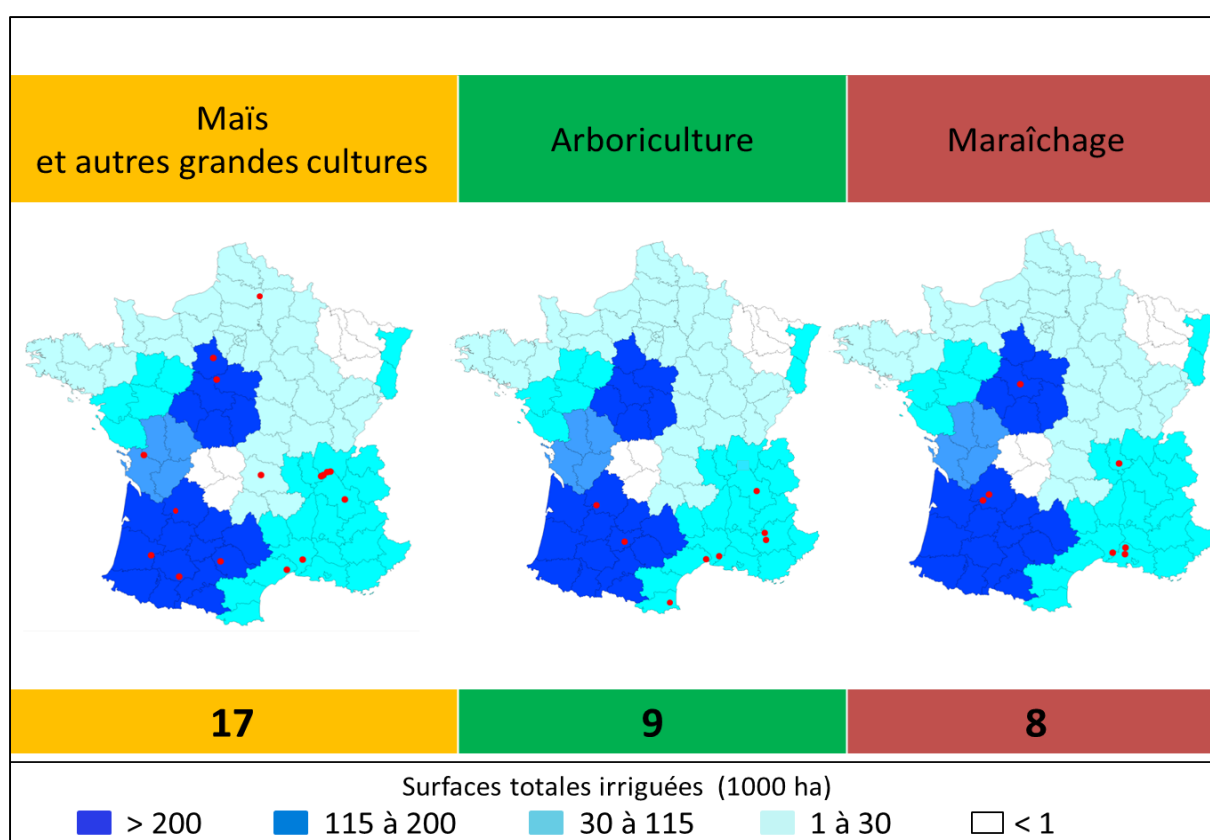 Maïs
et autres grandes cultures
Arboriculture
Maraîchage
17
9
8
Surfaces totales irriguées (1000 ha)
> 200
115 à 200
30 à 115
1 à 30
< 1